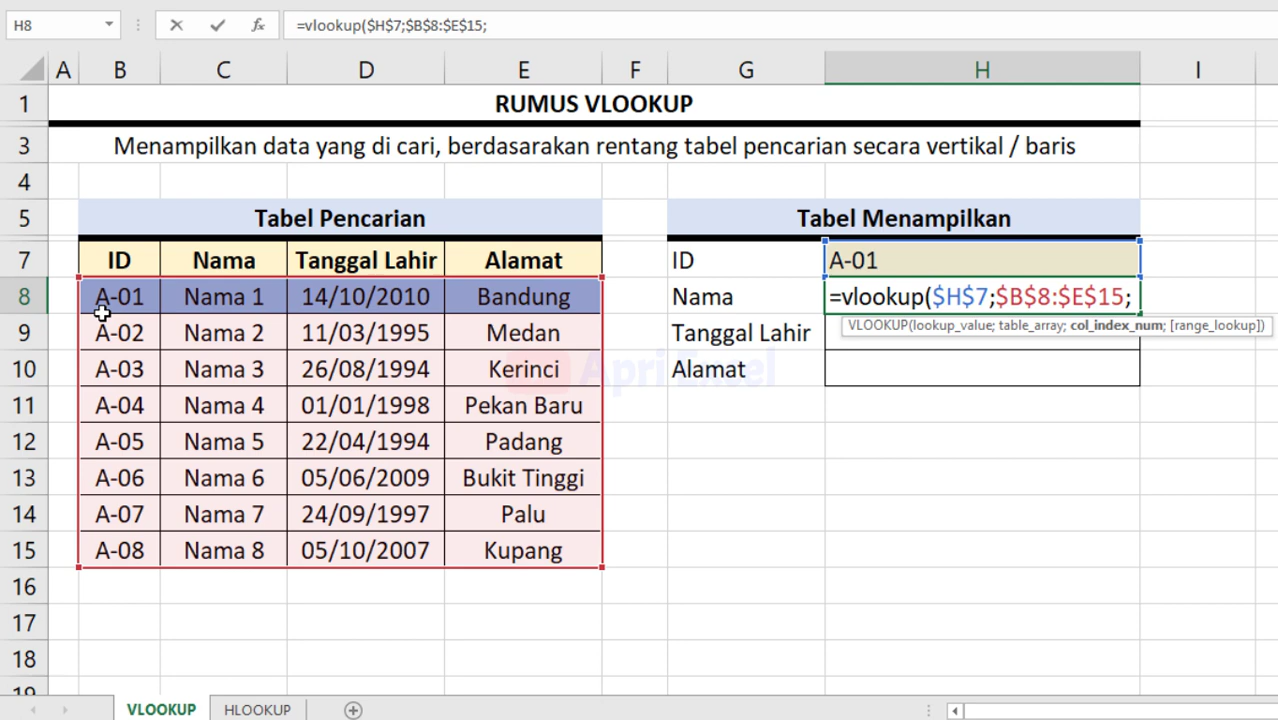 H8 fx =vlookup($H$7;$B$8:$E$15;
A B C D E F G H I
1 RUMUS VLOOKUP
3 Menampilkan data yang di cari, berdasarakan rentang tabel pencarian secara vertikal / baris
4
5 Tabel Pencarian Tabel Menampilkan
7 ID Nama Tanggal Lahir Alamat ID A-01
8 A-01 Nama 1 14/10/2010 Bandung Nama =vlookup($H$7;$B$8:$E$15;
VLOOKUP(lookup_value; table_array; col_index_num; [range_lookup])
9 A-02 Nama 2 11/03/1995 Medan Tanggal Lahir
10 A-03 Nama 3 26/08/1994 Kerinci Alamat
Apri Excel
11 A-04 Nama 4 01/01/1998 Pekan Baru
12 A-05 Nama 5 22/04/1994 Padang
13 A-06 Nama 6 05/06/2009 Bukit Tinggi
14 A-07 Nama 7 24/09/1997 Palu
15 A-08 Nama 8 05/10/2007 Kupang
16
17
18
19
VLOOKUP HLOOKUP